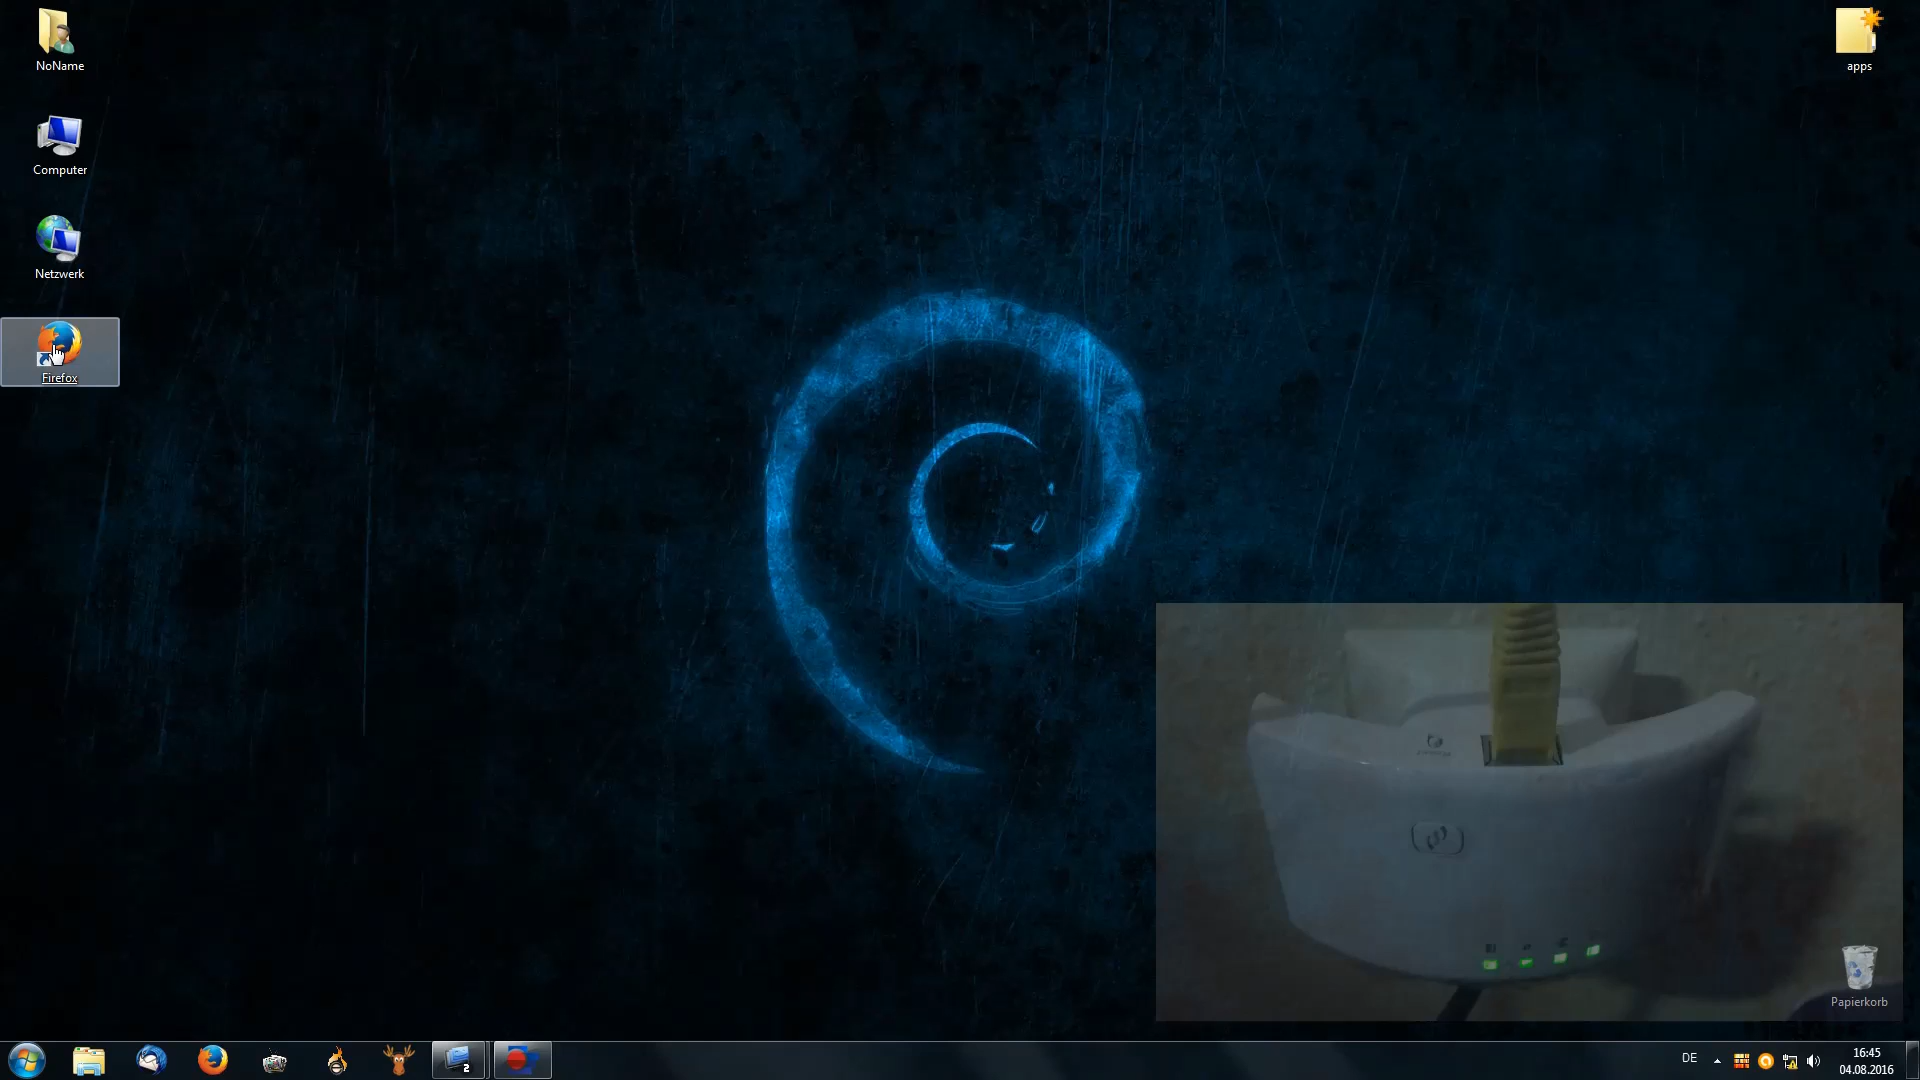 NoName
apps
Computer
Netzwerk
Firefox
Papierkorb
2
DE
16:45
04.08.2016